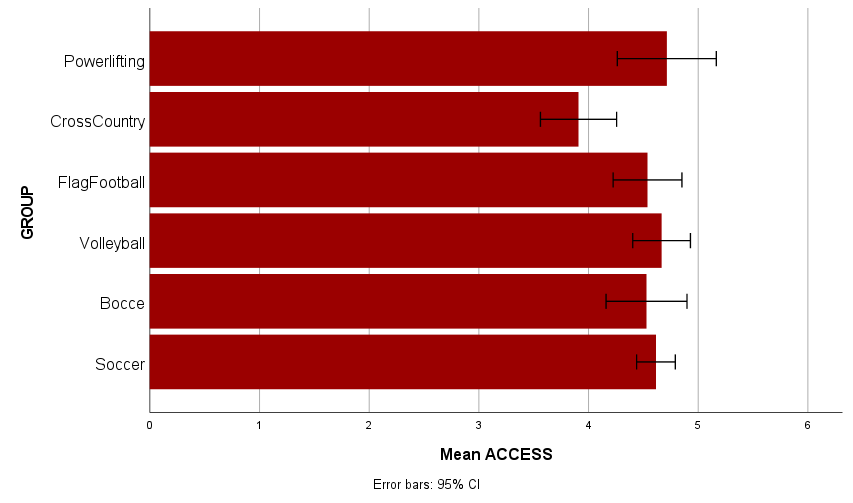 GROUP
Powerlifting
CrossCountry
FlagFootball
Volleyball
Bocce
Soccer
0 1 2 3 4 5 6
Mean ACCESS
Error bars: 95% CI